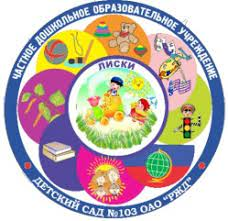 ЧАСТНОЕ ДОШКОЛЬНОЕ ОБРАЗОВАТЕЛЬНОЕ УЧРЕЖДЕНИЕ
ЛИСКИ
ДЕТСКИЙ САД №103 ОАО "РЖД"